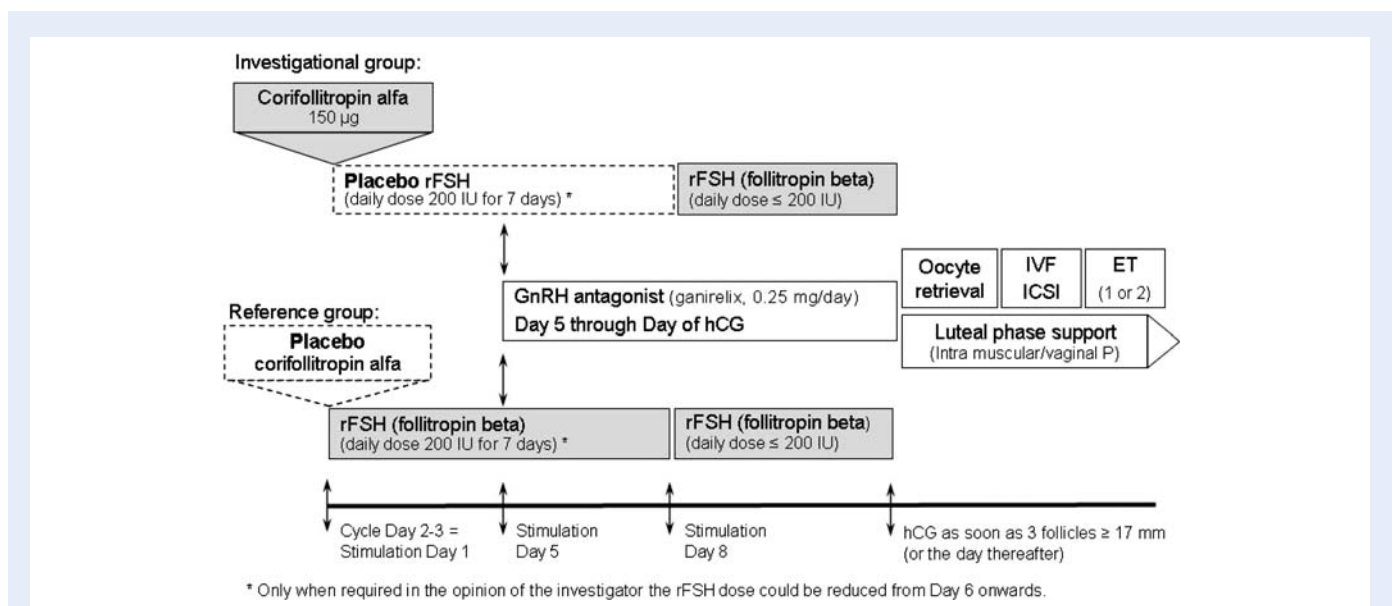 Investigational group:
Corifollitropin alfa
150 µg
Placebo rFSH
(daily dose 200 IU for 7 days) *
rFSH (follitropin beta)
(daily dose ≤ 200 IU)
Oocyte
retrieval
IVF
ICSI
ET
(1 or 2)
GnRH antagonist (ganirelix, 0.25 mg/day)
Day 5 through Day of hCG
Luteal phase support
(Intra muscular/vaginal P)
Reference group:
Placebo
corifollitropin alfa
rFSH (follitropin beta)
(daily dose 200 IU for 7 days) *
rFSH (follitropin beta)
(daily dose ≤ 200 IU)
Cycle Day 2-3 =
Stimulation Day 1
Stimulation
Day 5
Stimulation
Day 8
hCG as soon as 3 follicles ≥ 17 mm
(or the day thereafter)
* Only when required in the opinion of the investigator the rFSH dose could be reduced from Day 6 onwards.